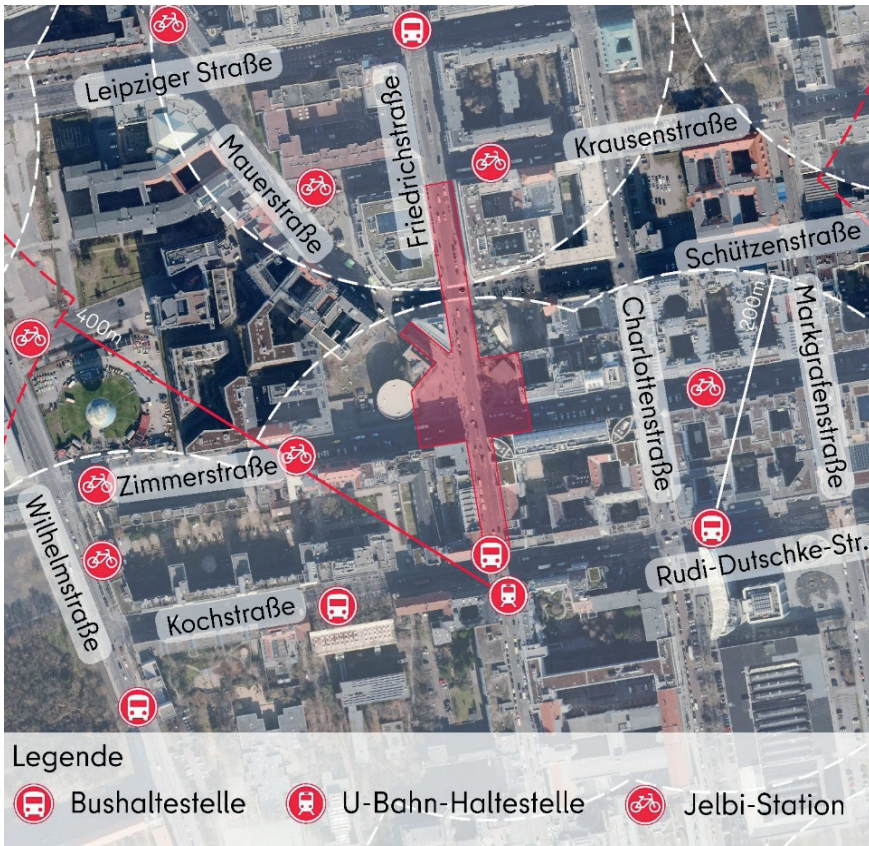 Leipziger Straße
Mauerstraße
Friedrichstraße
Krausenstraße
Schützenstraße
400m
200m
Charlottenstraße
Markgrafenstraße
Zimmerstraße
Wilhelmstraße
Rudi-Dutschke-Str.
Kochstraße
Legende
Bushaltestelle
U-Bahn-Haltestelle
Jelbi-Station